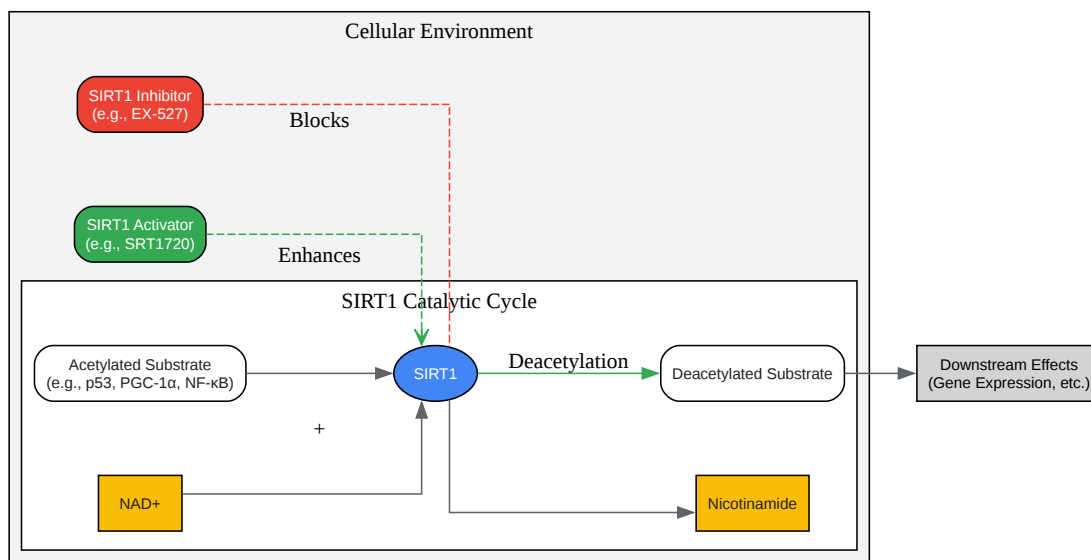 Cellular Environment
SIRT1 Inhibitor
(e.g., EX-527)
Blocks
SIRT1 Activator
(e.g., SRT1720)
Enhances
SIRT1 Catalytic Cycle
Acetylated Substrate
(e.g., p53, PGC-1α, NF-κB)
SIRT1
Deacetylation
Deacetylated Substrate
Downstream Effects
(Gene Expression, etc.)
+
NAD+
Nicotinamide